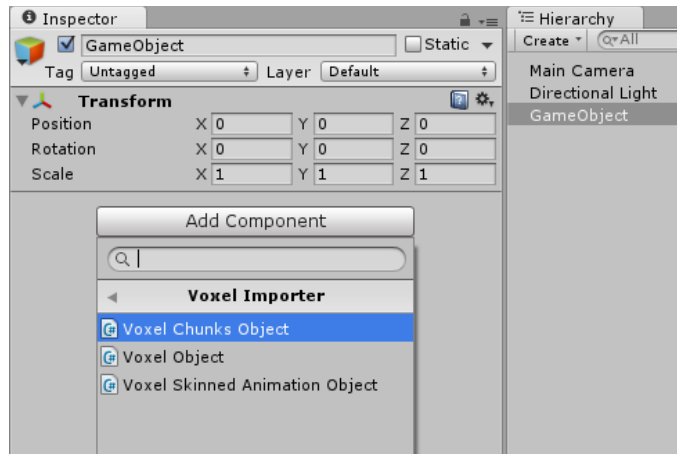 Inspector
GameObject
Static
Tag Untagged Layer Default
Transform
Position X 0 Y 0 Z 0
Rotation X 0 Y 0 Z 0
Scale X 1 Y 1 Z 1
Add Component
Voxel Importer
Voxel Chunks Object
Voxel Object
Voxel Skinned Animation Object
Hierarchy
Create All
Main Camera
Directional Light
GameObject